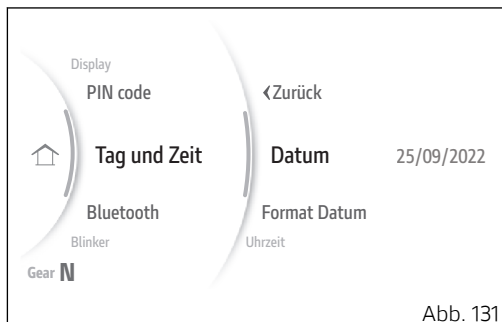 Display
PIN code
‹Zurück
Tag und Zeit
Datum
25/09/2022
Bluetooth
Format Datum
Blinker
Uhrzeit
Gear N
Abb. 131